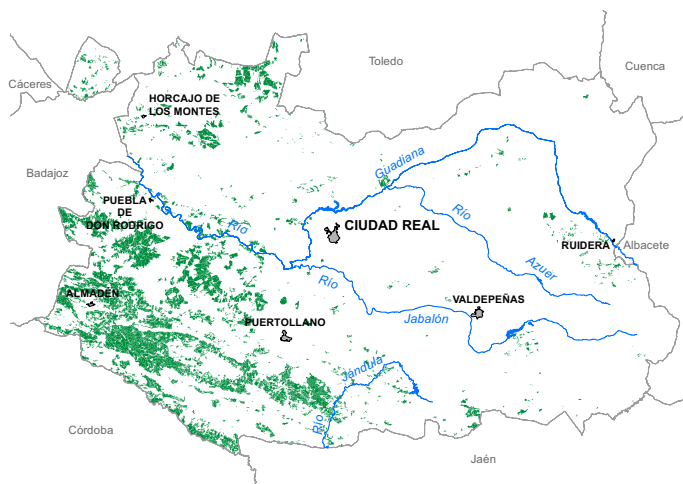 Toledo
Cuenca
Cáceres
HORCAJO DE
LOS MONTES
Guadiana
Badajoz
PUEBLA
DE
DON RODRIGO
Río
Río
CIUDAD REAL
RUIDERA
Albacete
Azuer
Río
ALMADÉN
VALDEPEÑAS
Jabalón
PUERTOLLANO
Jándula
Río
Córdoba
Jaén